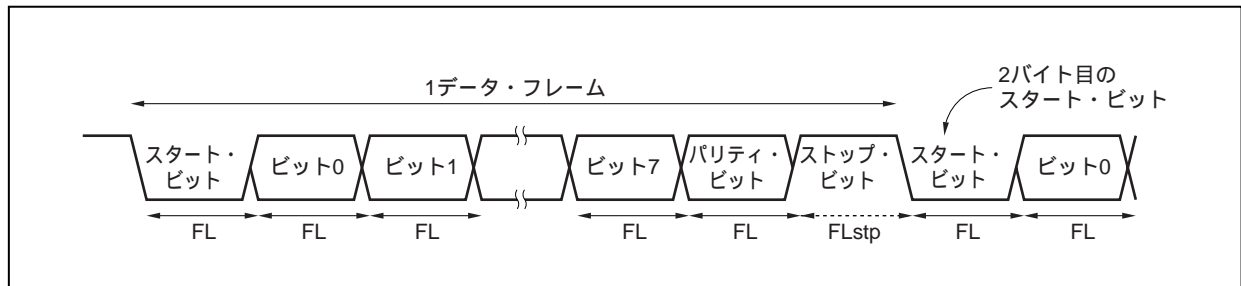 1データ・フレーム
2バイト目の
スタート・ビット
スタート・
ビット
ビット0
ビット1
ビット7
パリティ・
ビット
ストップ・
ビット
スタート・
ビット
ビット0
FL
FL
FL
FL
FL
FLstp
FL
FL